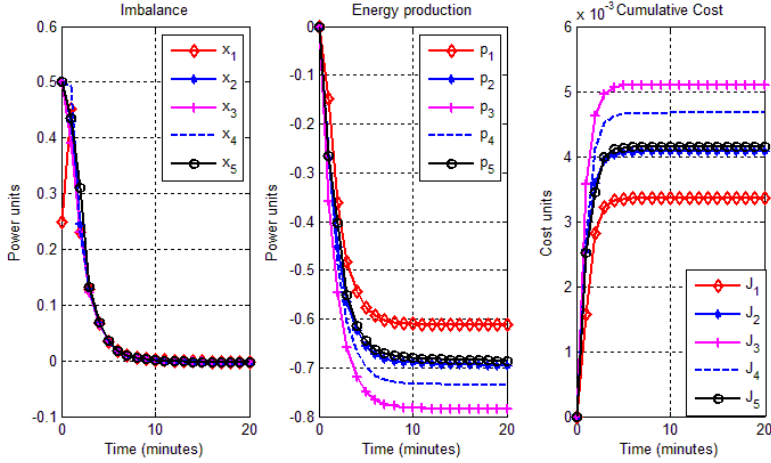 Imbalance
0.6
0.5
0.4
0.3
0.2
0.1
0
-0.1
0
10
20
Power units
Time (minutes)
x1
x2
x3
x4
x5
Energy production
0
-0.1
-0.2
-0.3
-0.4
-0.5
-0.6
-0.7
-0.8
0
10
20
Power units
Time (minutes)
p1
p2
p3
p4
p5
x 10^-3 Cumulative Cost
6
5
4
3
2
1
0
0
10
20
Cost units
Time (minutes)
J1
J2
J3
J4
J5